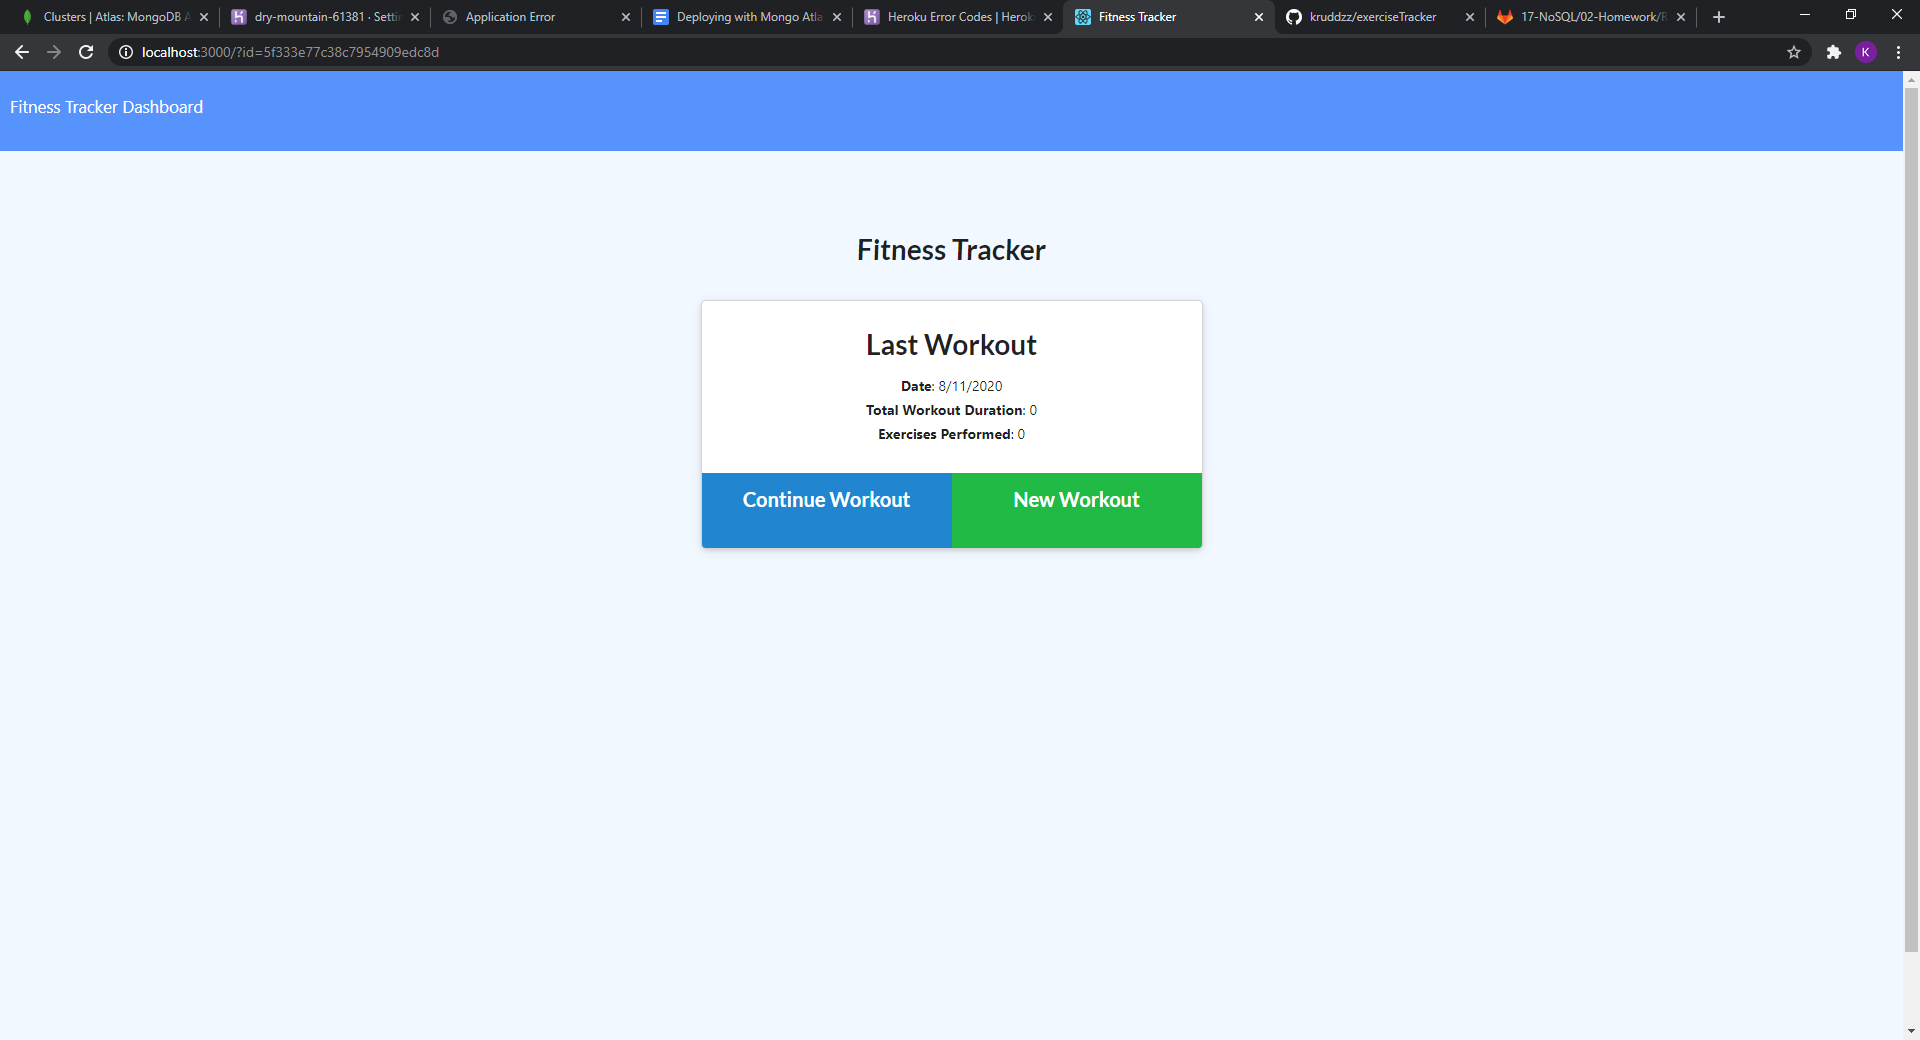 Clusters | Atlas: MongoDB A
dry-mountain-61381 · Setti
Application Error
Deploying with Mongo Atla
Heroku Error Codes | Herok
Fitness Tracker
kruddzz/exerciseTracker
17-NoSQL/02-Homework/R
localhost:3000/?id=5f333e77c38c7954909edc8d
K
Fitness Tracker Dashboard
Fitness Tracker
Last Workout
Date: 8/11/2020
Total Workout Duration: 0
Exercises Performed: 0
Continue Workout
New Workout